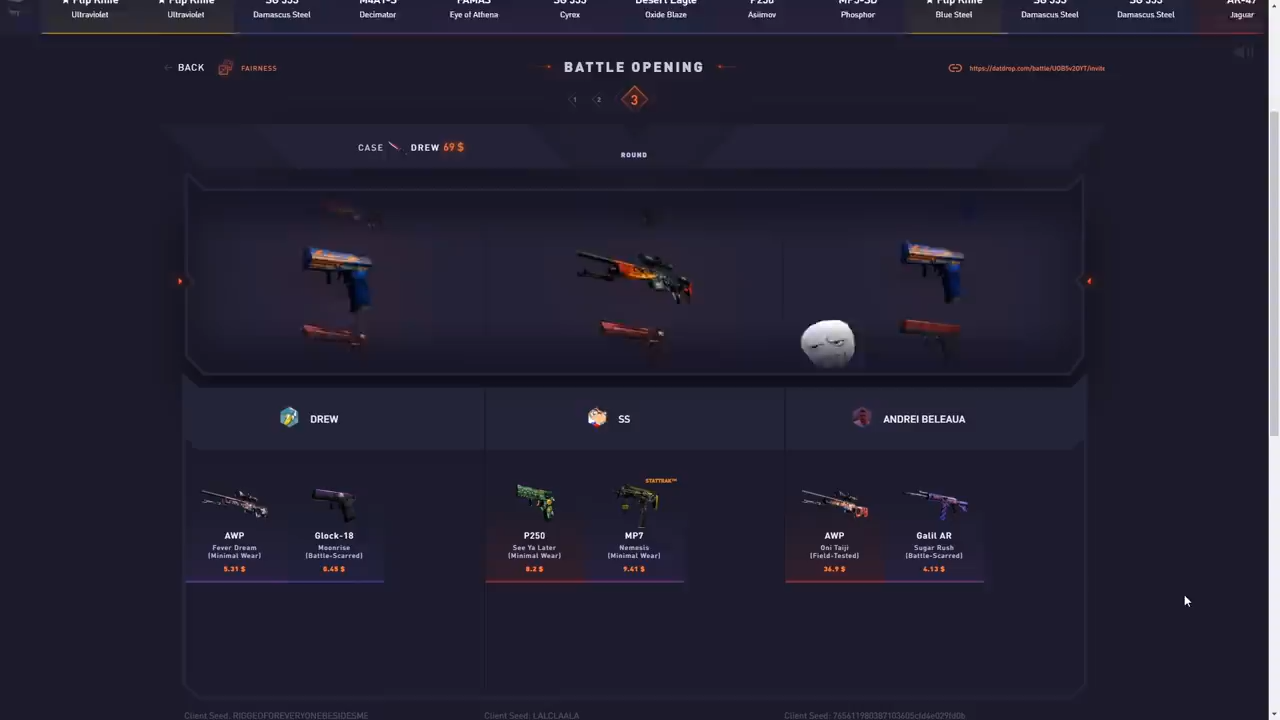 ★ Flip Knife ★ Flip Knife SG 553 M4A1-S FAMAS SG 553 Desert Eagle P250 MP5-SD ★ Flip Knife SG 553 SG 553 AK-47
Ultraviolet Ultraviolet Damascus Steel Decimator Eye of Athena Cyrex Oxide Blaze Asiimov Phosphor Blue Steel Damascus Steel Damascus Steel Jaguar
← BACK FAIRNESS BATTLE OPENING
1 2 3
CASE DREW 69 $
ROUND
DREW SS ANDREI BELEAUA
STATTRAK™
AWP Glock-18 P250 MP7 AWP Galil AR
Fever Dream Moonrise See Ya Later Nemesis Oni Taiji Sugar Rush
(Minimal Wear) (Battle-Scarred) (Minimal Wear) (Minimal Wear) (Field-Tested) (Battle-Scarred)
5.31 $ 0.45 $ 8.2 $ 9.41 $ 36.9 $ 4.13 $
Client Seed: RIGGEDFOREVERYONEBESIDESME Client Seed: LALCLAALA